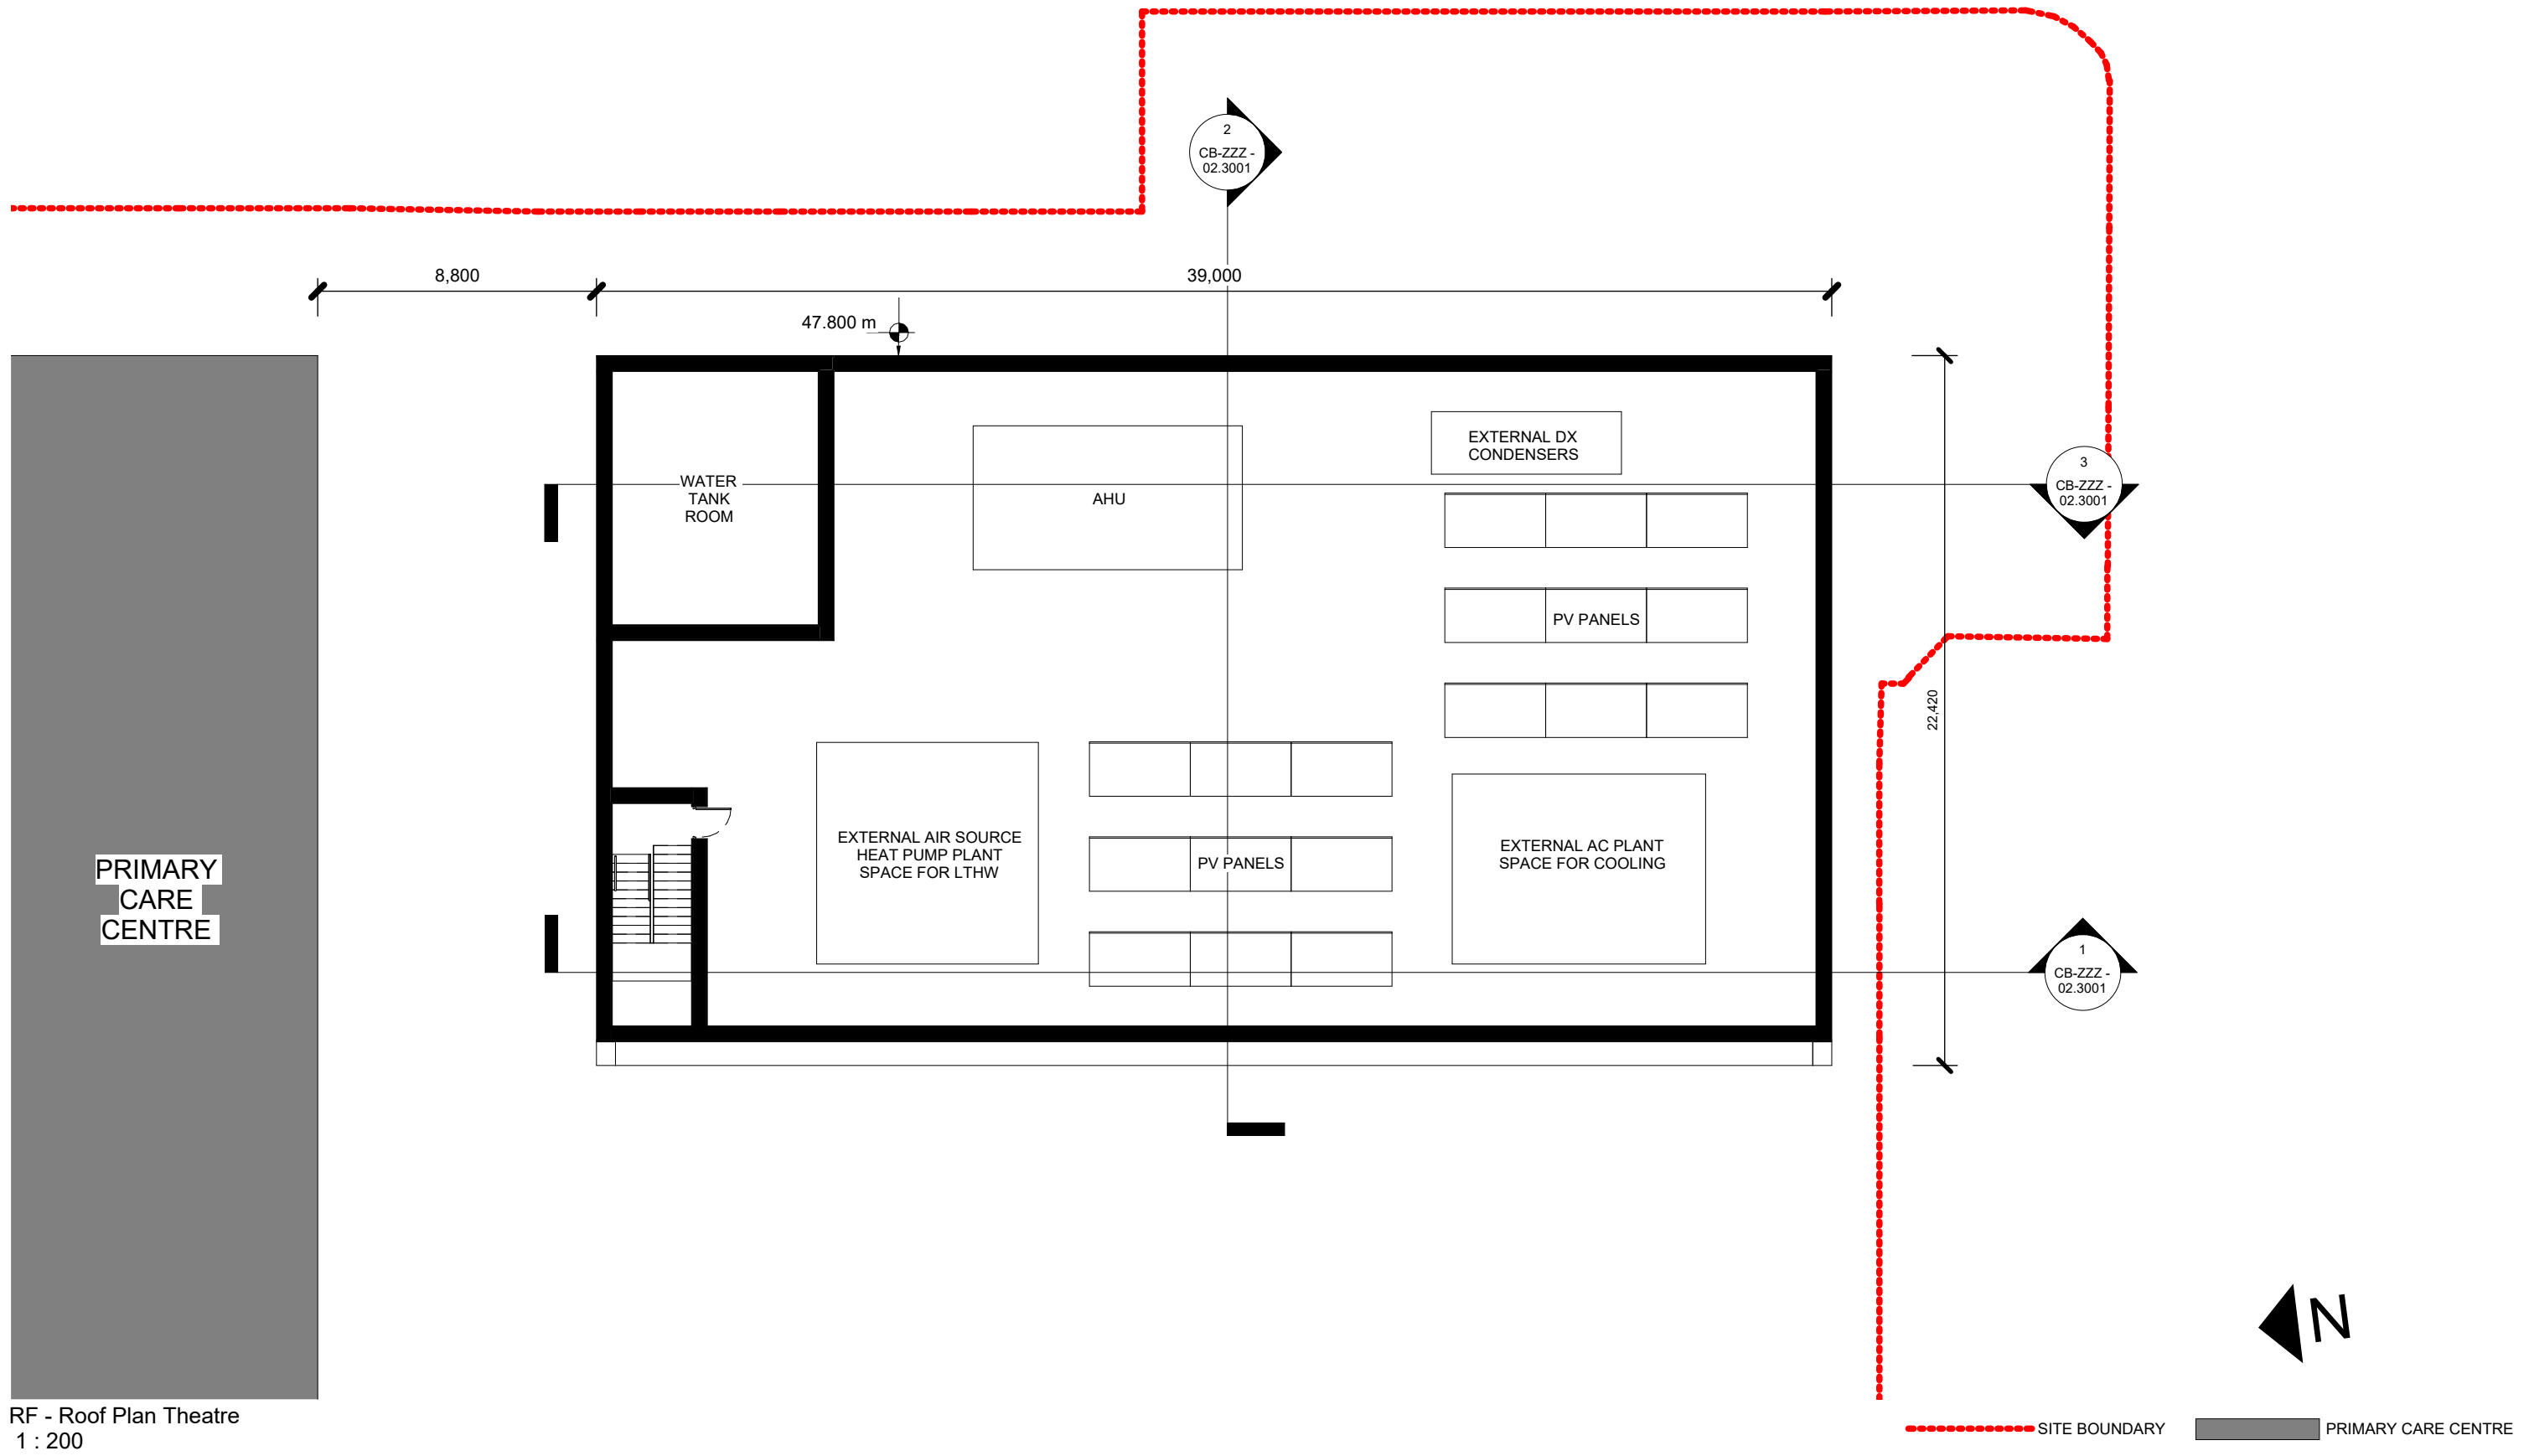 2
CB-ZZZ -
02.3001
8,800
39,000
47.800 m
EXTERNAL DX
CONDENSERS
WATER
TANK
ROOM
AHU
3
CB-ZZZ -
02.3001
PV PANELS
22,420
EXTERNAL AIR SOURCE
HEAT PUMP PLANT
SPACE FOR LTHW
PV PANELS
EXTERNAL AC PLANT
SPACE FOR COOLING
PRIMARY
CARE
CENTRE
1
CB-ZZZ -
02.3001
N
RF - Roof Plan Theatre
1 : 200
SITE BOUNDARY
PRIMARY CARE CENTRE